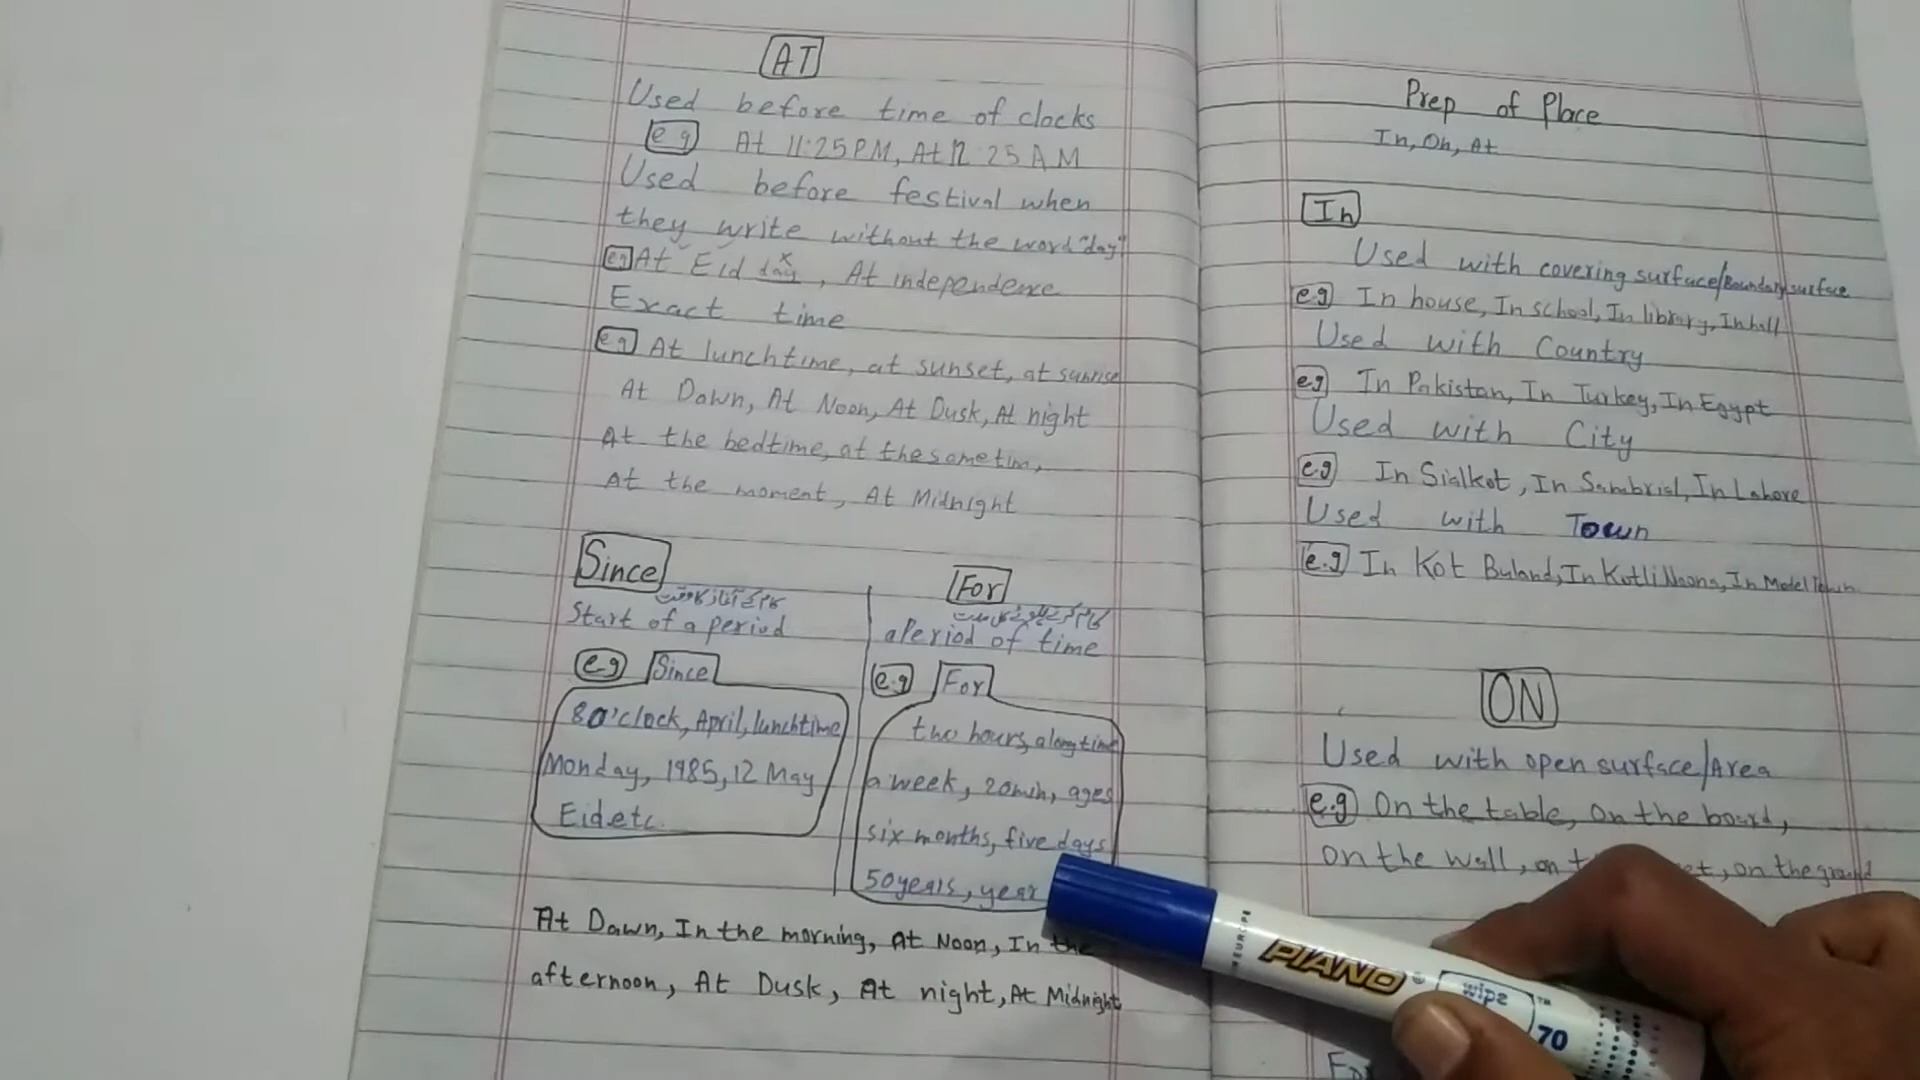 AT
Used before time of clocks
e g At 11:25PM, At 12 25 AM
Used before festival when
they write without the word "day"
e g At Eid day x, At independence
Exact time
e g At lunchtime, at sunset, at sunrise
At Dawn, At Noon, At Dusk, At night
At the bedtime, at the same tim,
At the moment, At Midnight
Since
Start of a period
e.g Since
8 o'clock, April, lunchtime
Monday, 1985, 12 May
Eid etc.
For
a Period of time
e.g For
two hours, a long time
a week, 20 min, ages
six months, five days
50 years, year
At Dawn, In the morning, At Noon, In the
afternoon, At Dusk, At night, At Midnight
Prep of Place
In, On, At
In
Used with covering surface/Boundary surface
e.g In house, In school, In library, In hall
Used with Country
e.g In Pakistan, In Turkey, In Egypt
Used with City
e.g In Sialkot, In Sambrial, In Lahore
Used with Town
e.g In Kot Buland, In Kotli, In Model Town
ON
Used with open surface/Area
e.g On the table, On the board,
On the wall, on, on the ground
EUROPE
PIANO
wipe
70